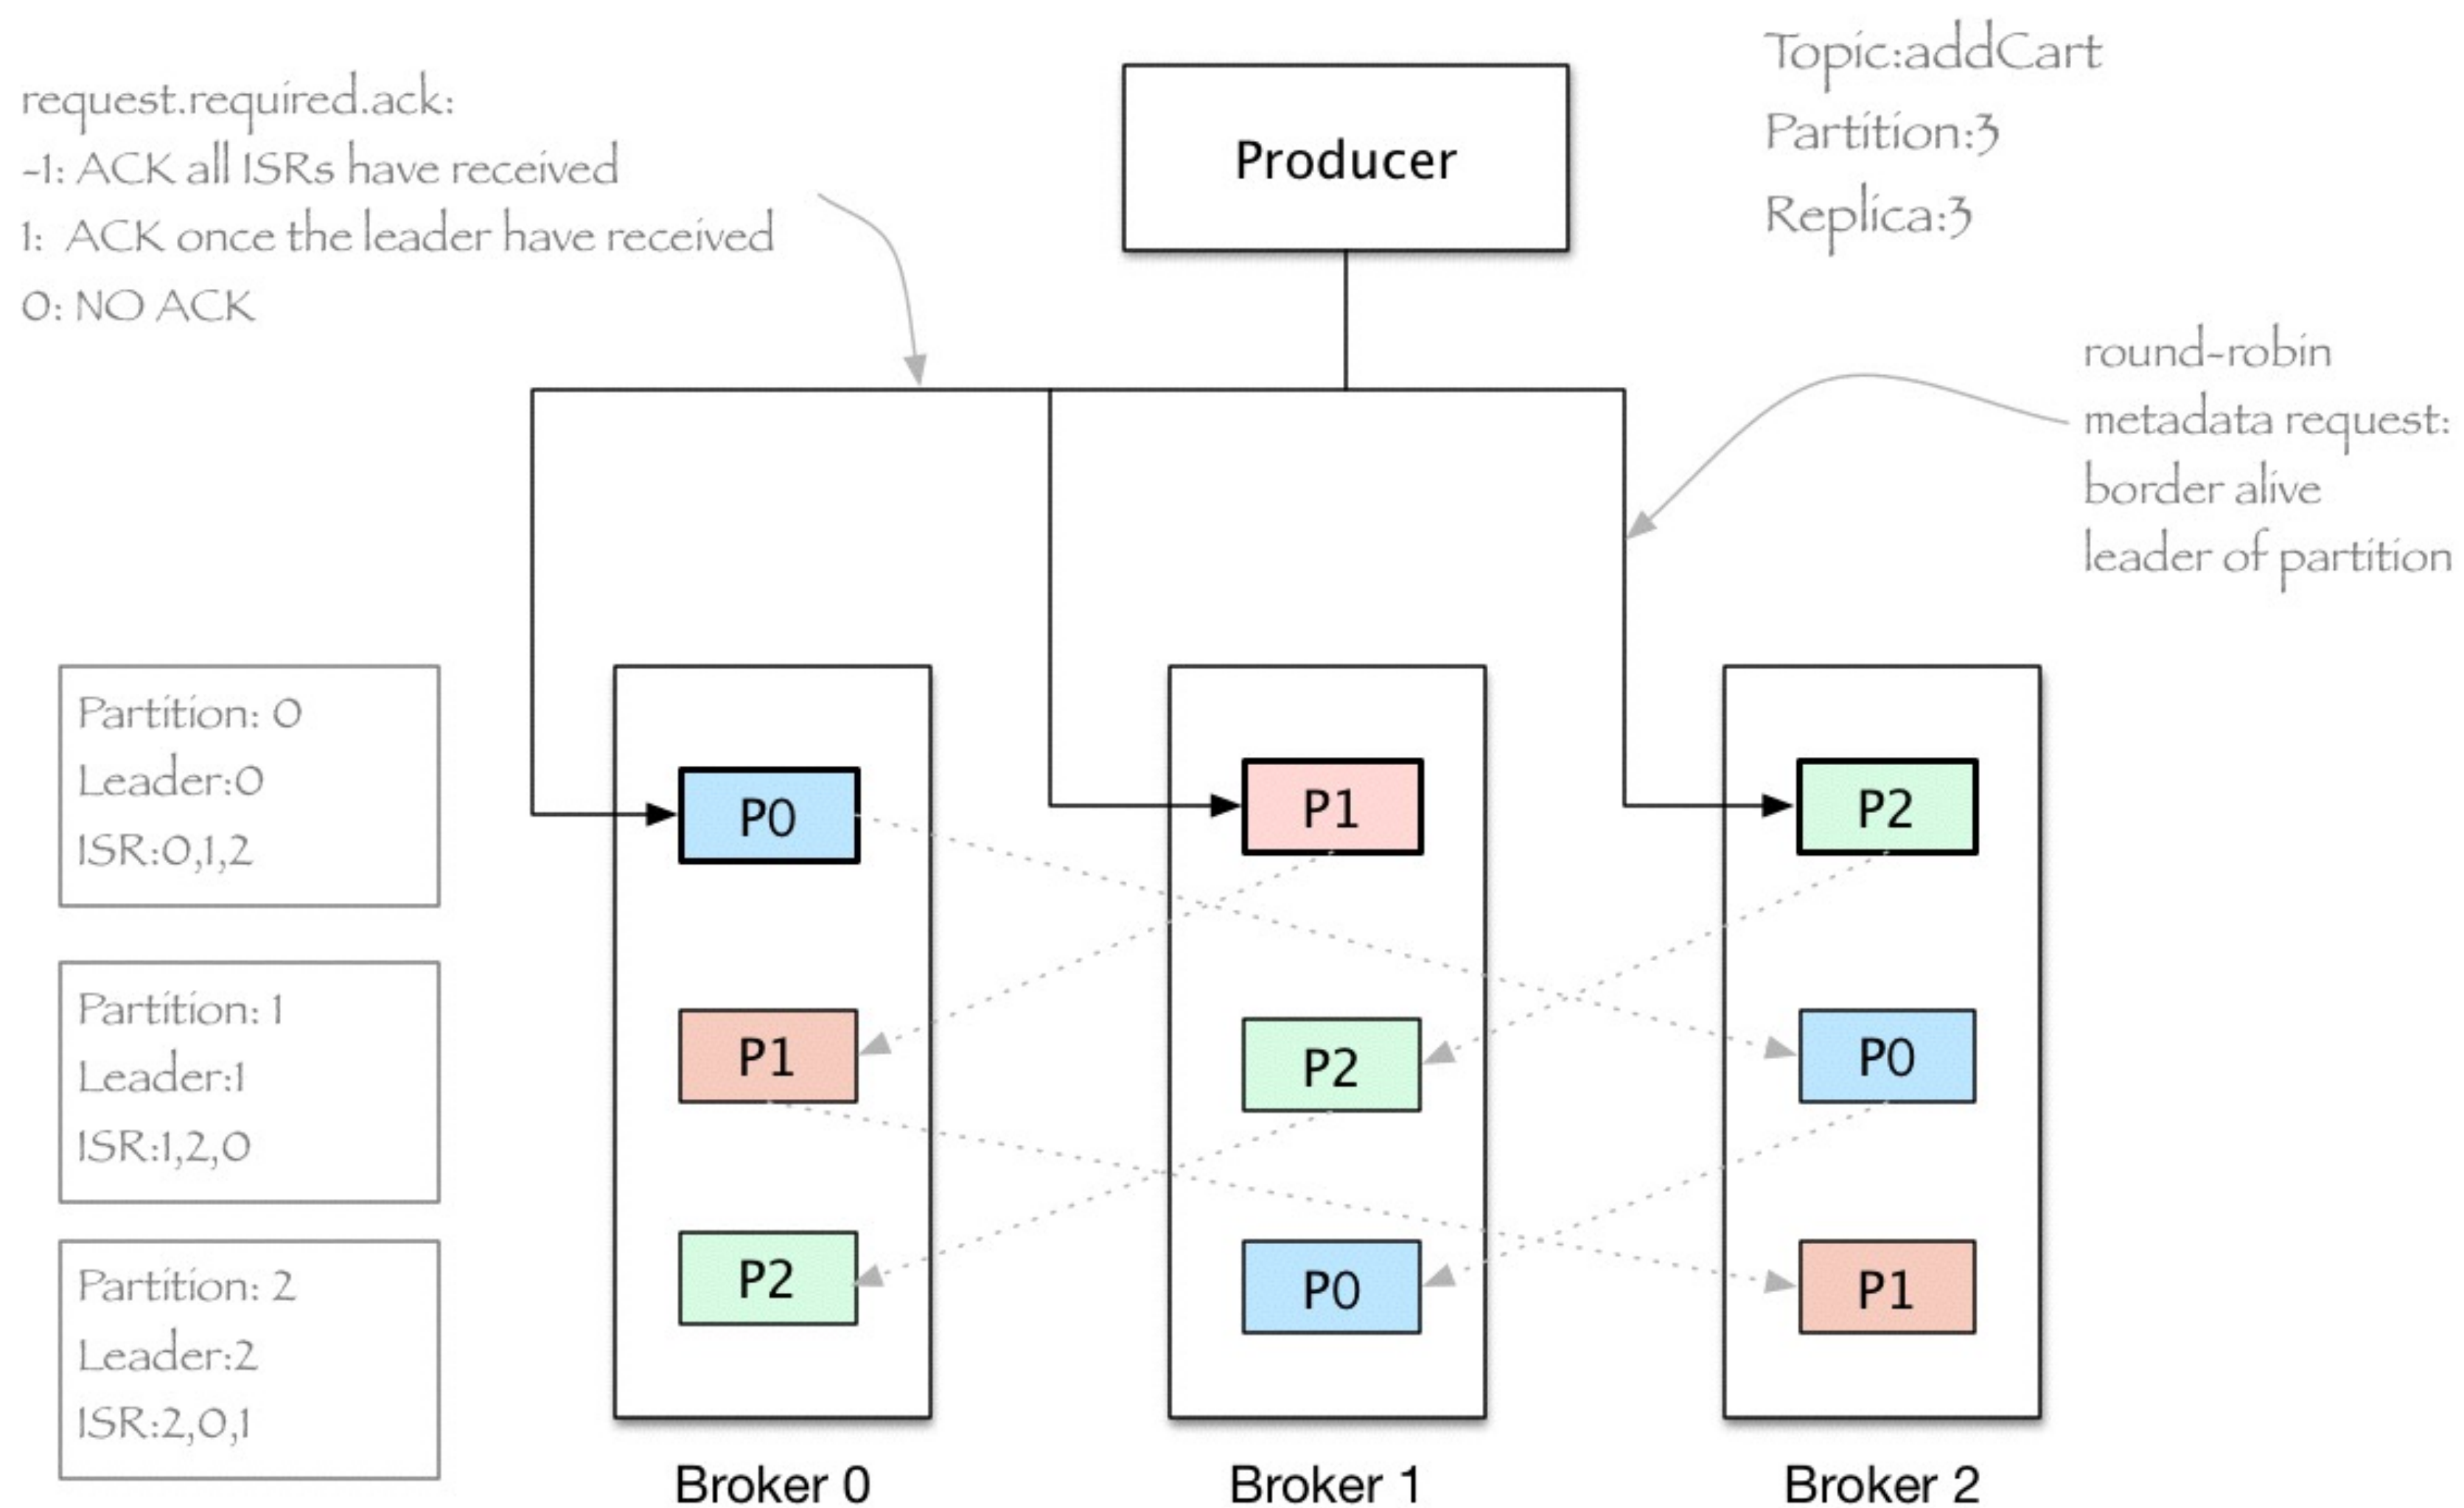 request.required.ack:
-1: ACK all ISRs have received
1: ACK once the leader have received
0: NO ACK
Producer
Topic:addCart
Partition:3
Replica:3
round-robin
metadata request:
border alive
leader of partition
Partition: 0
Leader:0
ISR:0,1,2
Partition: 1
Leader:1
ISR:1,2,0
Partition: 2
Leader:2
ISR:2,0,1
P0
P1
P2
Broker 0
P1
P2
P0
Broker 1
P2
P0
P1
Broker 2